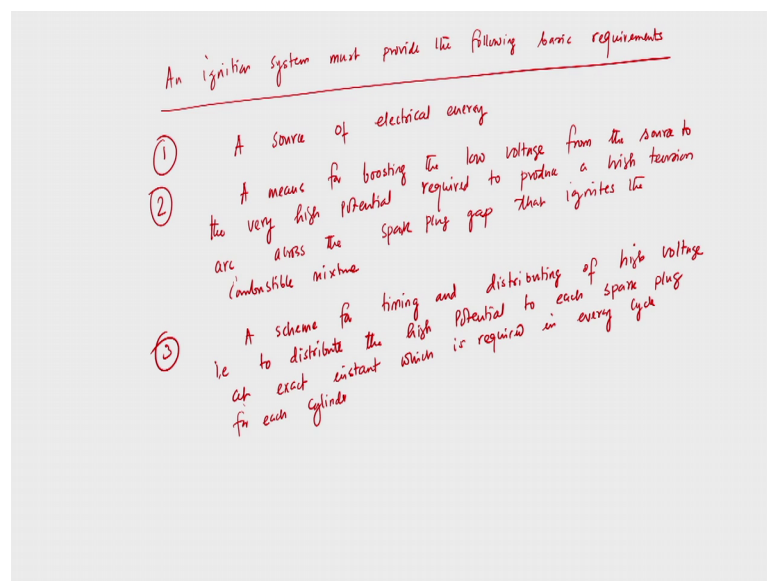 An ignition system must provide the following basic requirements
① A source of electrical energy
② A means for boosting the low voltage from the source to
the very high potential required to produce a high tension
arc across the spark plug gap that ignites the
combustible mixture
③ A scheme for timing and distributing of high voltage
i.e to distribute the high potential to each spark plug
at exact instant which is required in every cycle
for each cylinder